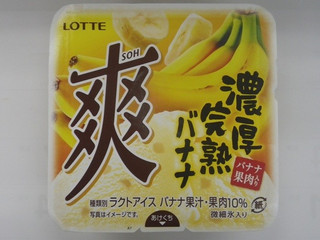 LOTTE
SOH
爽
濃厚
完熟
バナナ
バナナ
果肉入り
種類別 ラクトアイス バナナ果汁・果肉10%
写真はイメージです。
微細氷入り
あけくち
紙